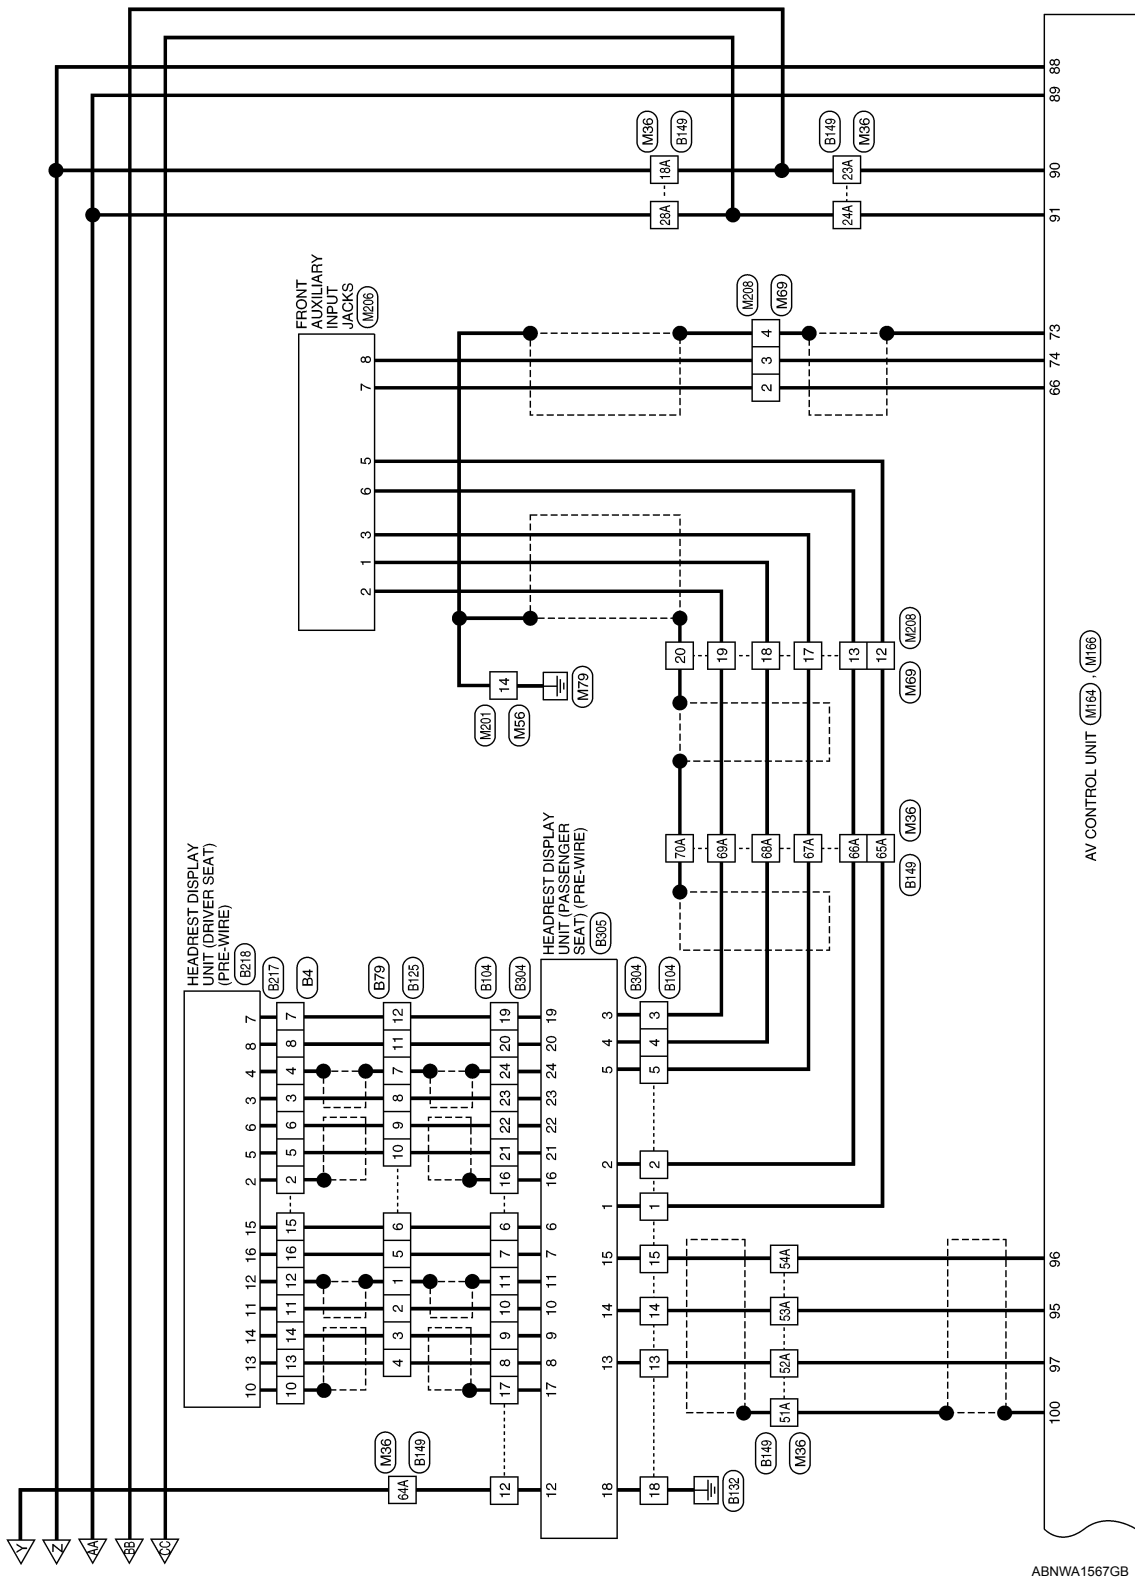 88
89
M36
B149
B149
M36
18A
23A
90
28A
24A
91
FRONT
AUXILIARY
INPUT
JACKS
M206
M208
M69
8
7
4
3
2
73
74
66
5
6
3
1
2
20
19
18
17
13
12
M208
M69
14
M201
M56
M79
AV CONTROL UNIT M164 , M166
70A
69A
68A
67A
66A
65A
M36
B149
HEADREST DISPLAY
UNIT (DRIVER SEAT)
(PRE-WIRE)
B218
B217
B4
B79
B125
B104
B304
HEADREST DISPLAY
UNIT (PASSENGER
SEAT) (PRE-WIRE)
B305
B304
B104
7 7 12 19 19
8 8 11 20 20
4 4 7 24 24
3 3 8 23 23
6 6 9 22 22
5 5 10 21 21
2 2 16 16
15 15 6 6 6
16 16 5 7 7
12 12 1 11 11
11 11 2 10 10
14 14 3 9 9
13 13 4 8 8
10 10 17 17
3 3
4 4
5 5
2 2
1 1
15 15 54A 96
14 14 53A 95
13 13 52A 97
51A 100
B149
M36
M36
B149
64A
12 12
18 18
B132
Y
Z
AA
BB
CC
ABNWA1567GB